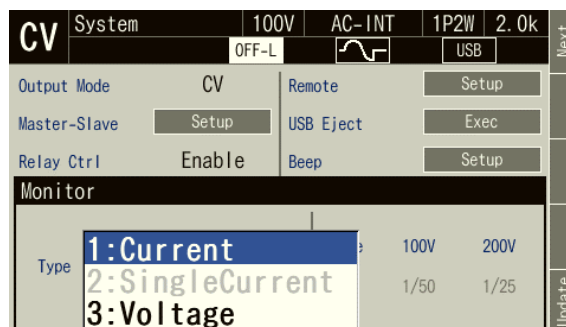 CV System 100V AC-INT 1P2W 2.0k
OFF-L USB
Next
Output Mode CV Remote Setup
Master-Slave Setup USB Eject Exec
Relay Ctrl Enable Beep Setup
Monitor
1:Current 100V 200V
Type
2:SingleCurrent 1/50 1/25
3:Voltage
Update